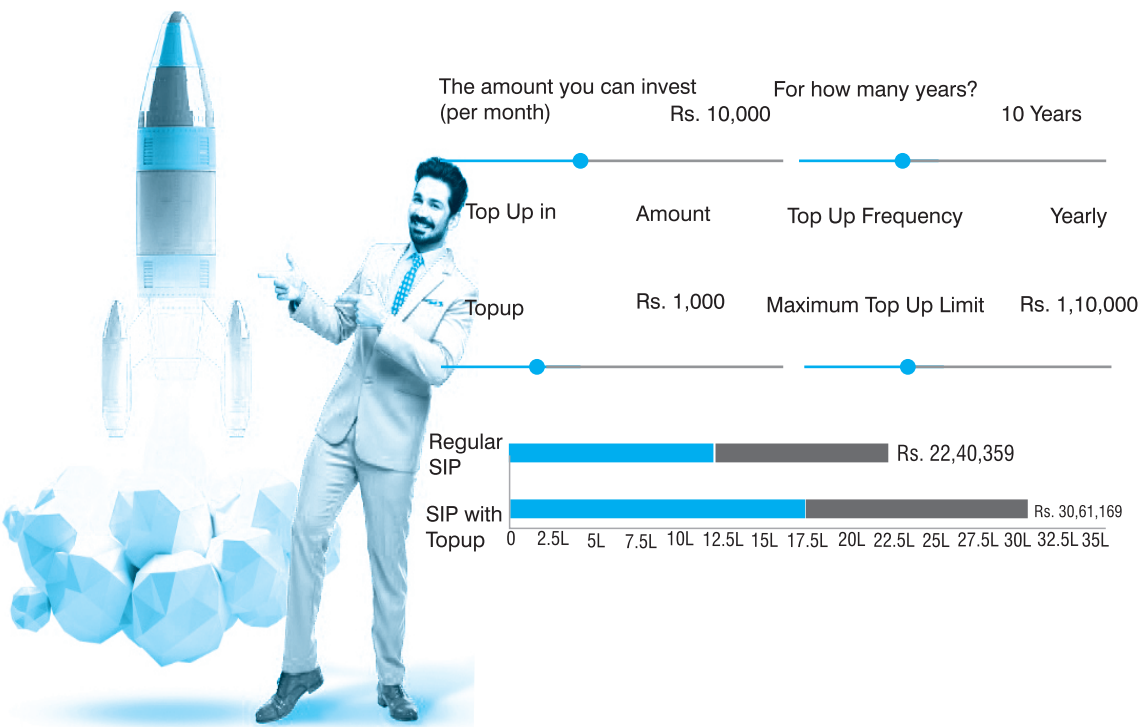 The amount you can invest
(per month)
Rs. 10,000
For how many years?
10 Years
Top Up in
Amount
Top Up Frequency
Yearly
Topup
Rs. 1,000
Maximum Top Up Limit
Rs. 1,10,000
Regular
SIP
Rs. 22,40,359
SIP with
Topup
Rs. 30,61,169
0 2.5L 5L 7.5L 10L 12.5L 15L 17.5L 20L 22.5L 25L 27.5L 30L 32.5L 35L